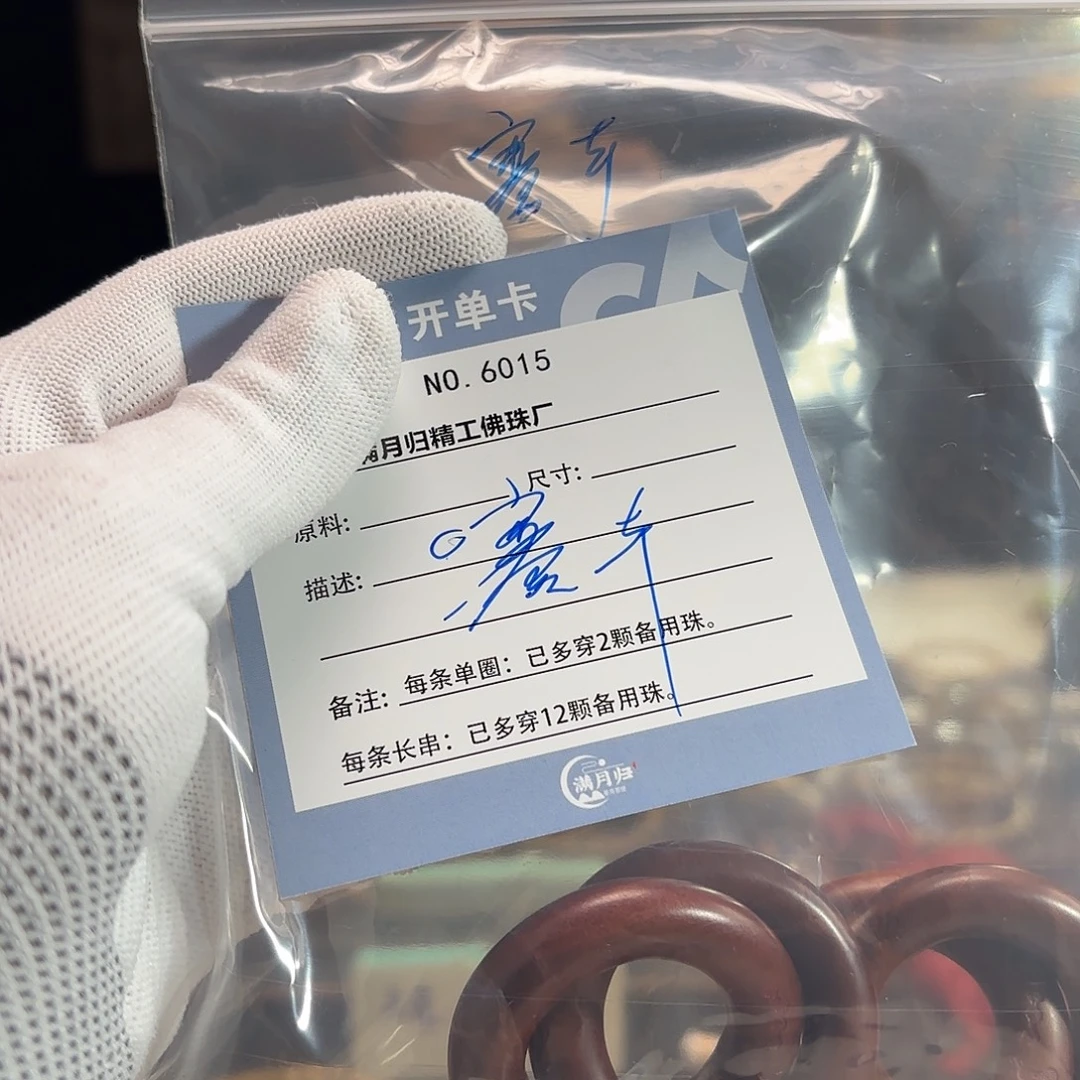 开单卡
NO.6015
满月归精工佛珠厂
原料: 尺寸:
描述:
备注: 每条单圈: 已多穿2颗备用珠。
每条长串: 已多穿12颗备用珠。
满月归